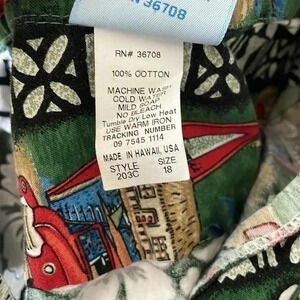 N 36708
RN# 36708
100% COTTON
MACHINE WASH
COLD WATER
MILD SOAP
NO BLEACH
Tumble Dry Low Heat
USE WARM IRON
TRACKING NUMBER
09 7545 1114
MADE IN HAWAII, USA
STYLE SIZE
203C 18